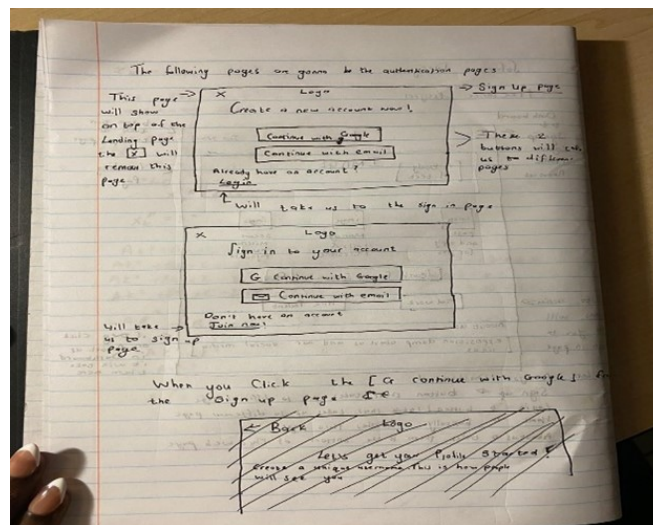 The following pages are gonna be the authentication pages
This page
will show
on top of the
Landing page
the [X] will
remove this
page
X Logo
Create a new account now!
Continue with Google
Continue with email
Already have an account?
Login
→ Sign Up page
These 2
buttons will
us to different
pages
will take us to the sign in page
X Logo
Sign in to your account
G Continue with Google
Continue with email
Don't have an account
Join now!
Will take
us to sign up
page
When you Click the [G continue with Google]
the Sign up page
← Back Logo
Let's get your Profile started!
Create a unique username. This is how people
will see you